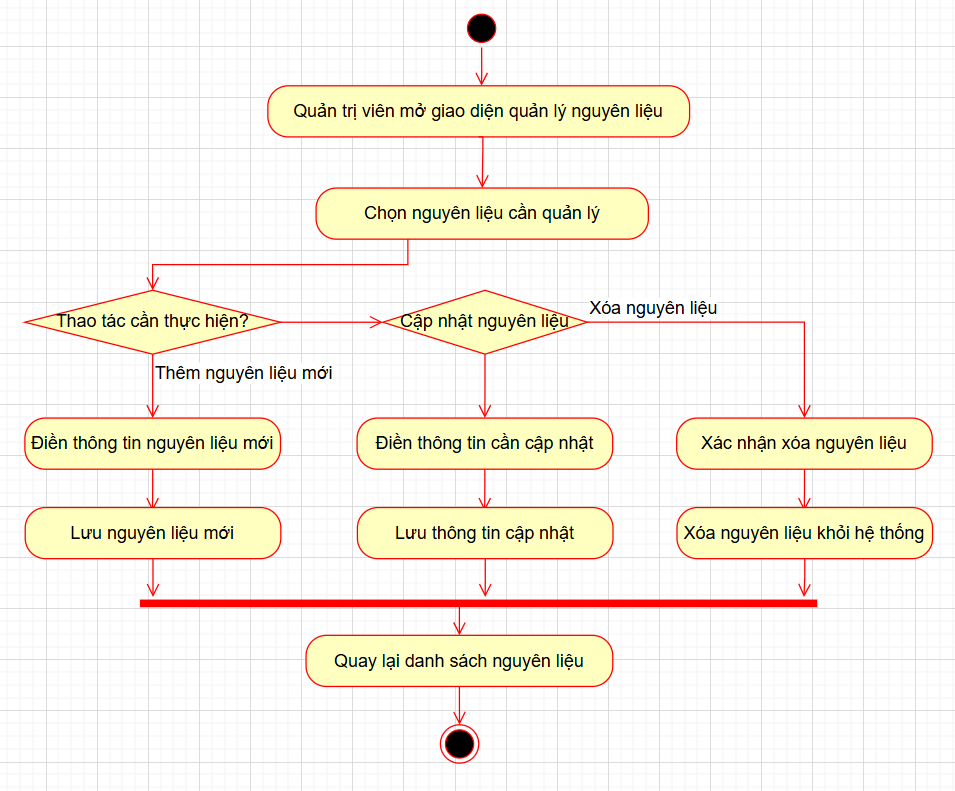 Quản trị viên mở giao diện quản lý nguyên liệu
Chọn nguyên liệu cần quản lý
Thao tác cần thực hiện?
Cập nhật nguyên liệu
Xóa nguyên liệu
Thêm nguyên liệu mới
Điền thông tin nguyên liệu mới
Điền thông tin cần cập nhật
Xác nhận xóa nguyên liệu
Lưu nguyên liệu mới
Lưu thông tin cập nhật
Xóa nguyên liệu khỏi hệ thống
Quay lại danh sách nguyên liệu